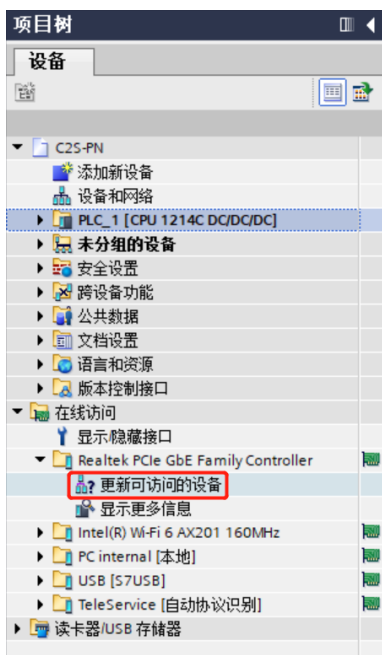 项目树
设备
C2S-PN
添加新设备
设备和网络
PLC_1 [CPU 1214C DC/DC/DC]
未分组的设备
安全设置
跨设备功能
公共数据
文档设置
语言和资源
版本控制接口
在线访问
显示/隐藏接口
Realtek PCIe GbE Family Controller
更新可访问的设备
显示更多信息
Intel(R) Wi-Fi 6 AX201 160MHz
PC internal [本地]
USB [S7USB]
TeleService [自动协议识别]
读卡器/USB 存储器